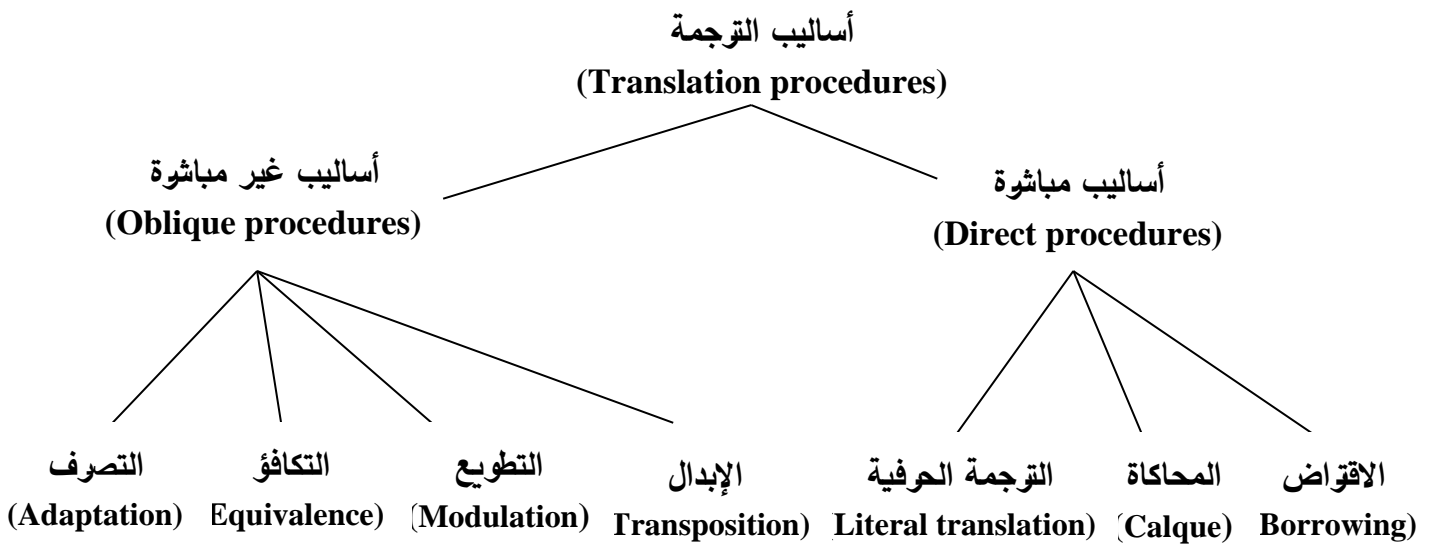 أساليب الترجمة
(Translation procedures)
أساليب مباشرة
(Direct procedures)
أساليب غير مباشرة
(Oblique procedures)
الاقتراض
Borrowing)
المحاكاة
(Calque)
الترجمة الحرفية
Literal translation)
الإبدال
Transposition)
التطويع
(Modulation)
التكافؤ
Equivalence)
التصرف
(Adaptation)